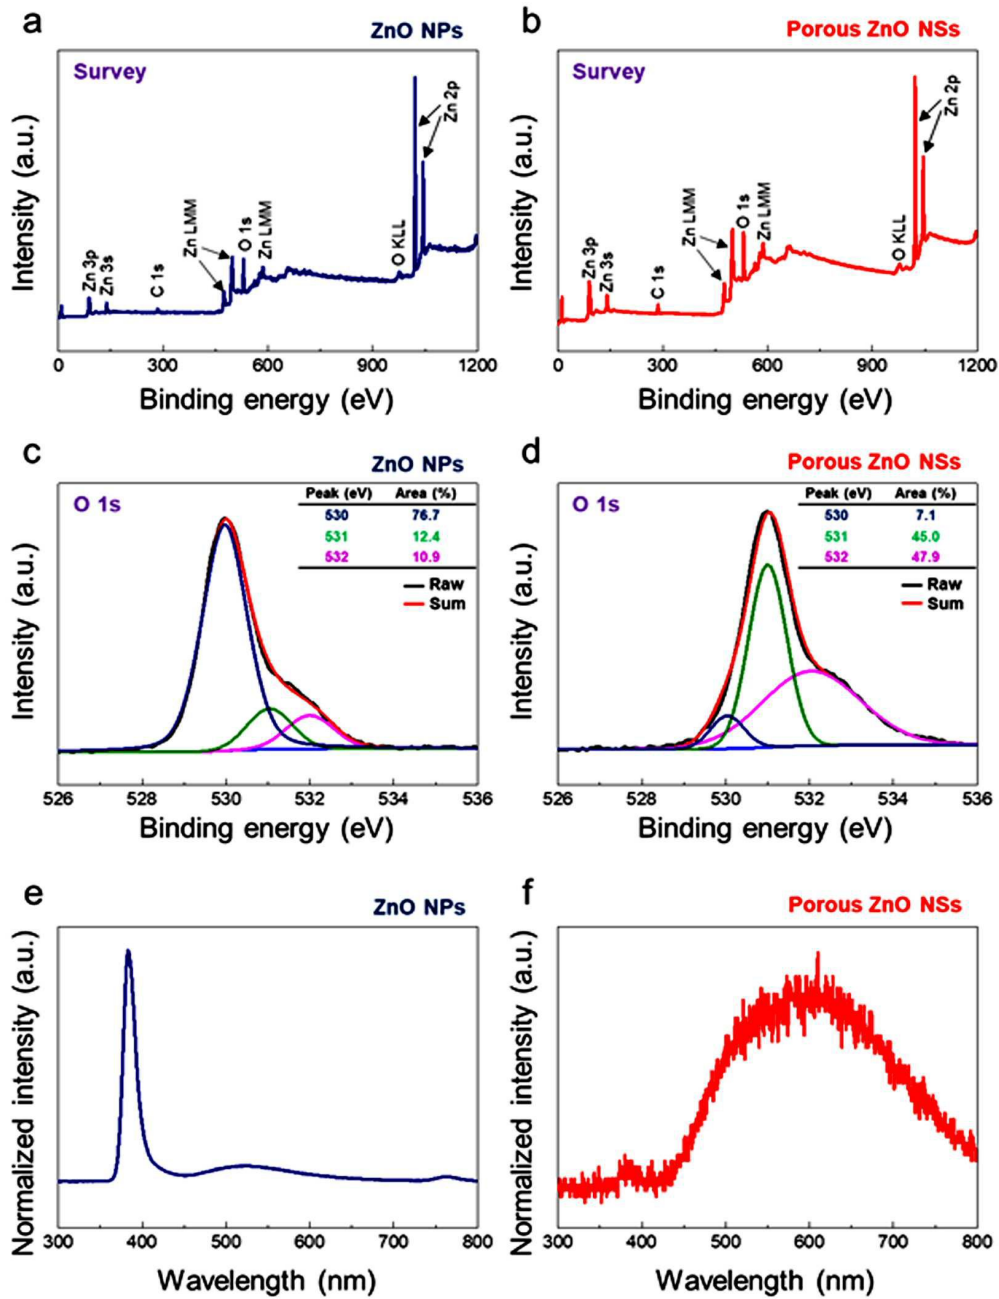 a
ZnO NPs
Survey
Zn 3p
Zn 3s
C 1s
Zn LMM
O 1s
Zn LMM
O KLL
Zn 2p
Intensity (a.u.)
0 300 600 900 1200
Binding energy (eV)
b
Porous ZnO NSs
Survey
Zn 3p
Zn 3s
C 1s
Zn LMM
O 1s
Zn LMM
O KLL
Zn 2p
Intensity (a.u.)
0 300 600 900 1200
Binding energy (eV)
c
ZnO NPs
O 1s
Peak (eV) Area (%)
530 76.7
531 12.4
532 10.9
Raw
Sum
Intensity (a.u.)
526 528 530 532 534 536
Binding energy (eV)
d
Porous ZnO NSs
O 1s
Peak (eV) Area (%)
530 7.1
531 45.0
532 47.9
Raw
Sum
Intensity (a.u.)
526 528 530 532 534 536
Binding energy (eV)
e
ZnO NPs
Normalized intensity (a.u.)
300 400 500 600 700 800
Wavelength (nm)
f
Porous ZnO NSs
Normalized intensity (a.u.)
300 400 500 600 700 800
Wavelength (nm)